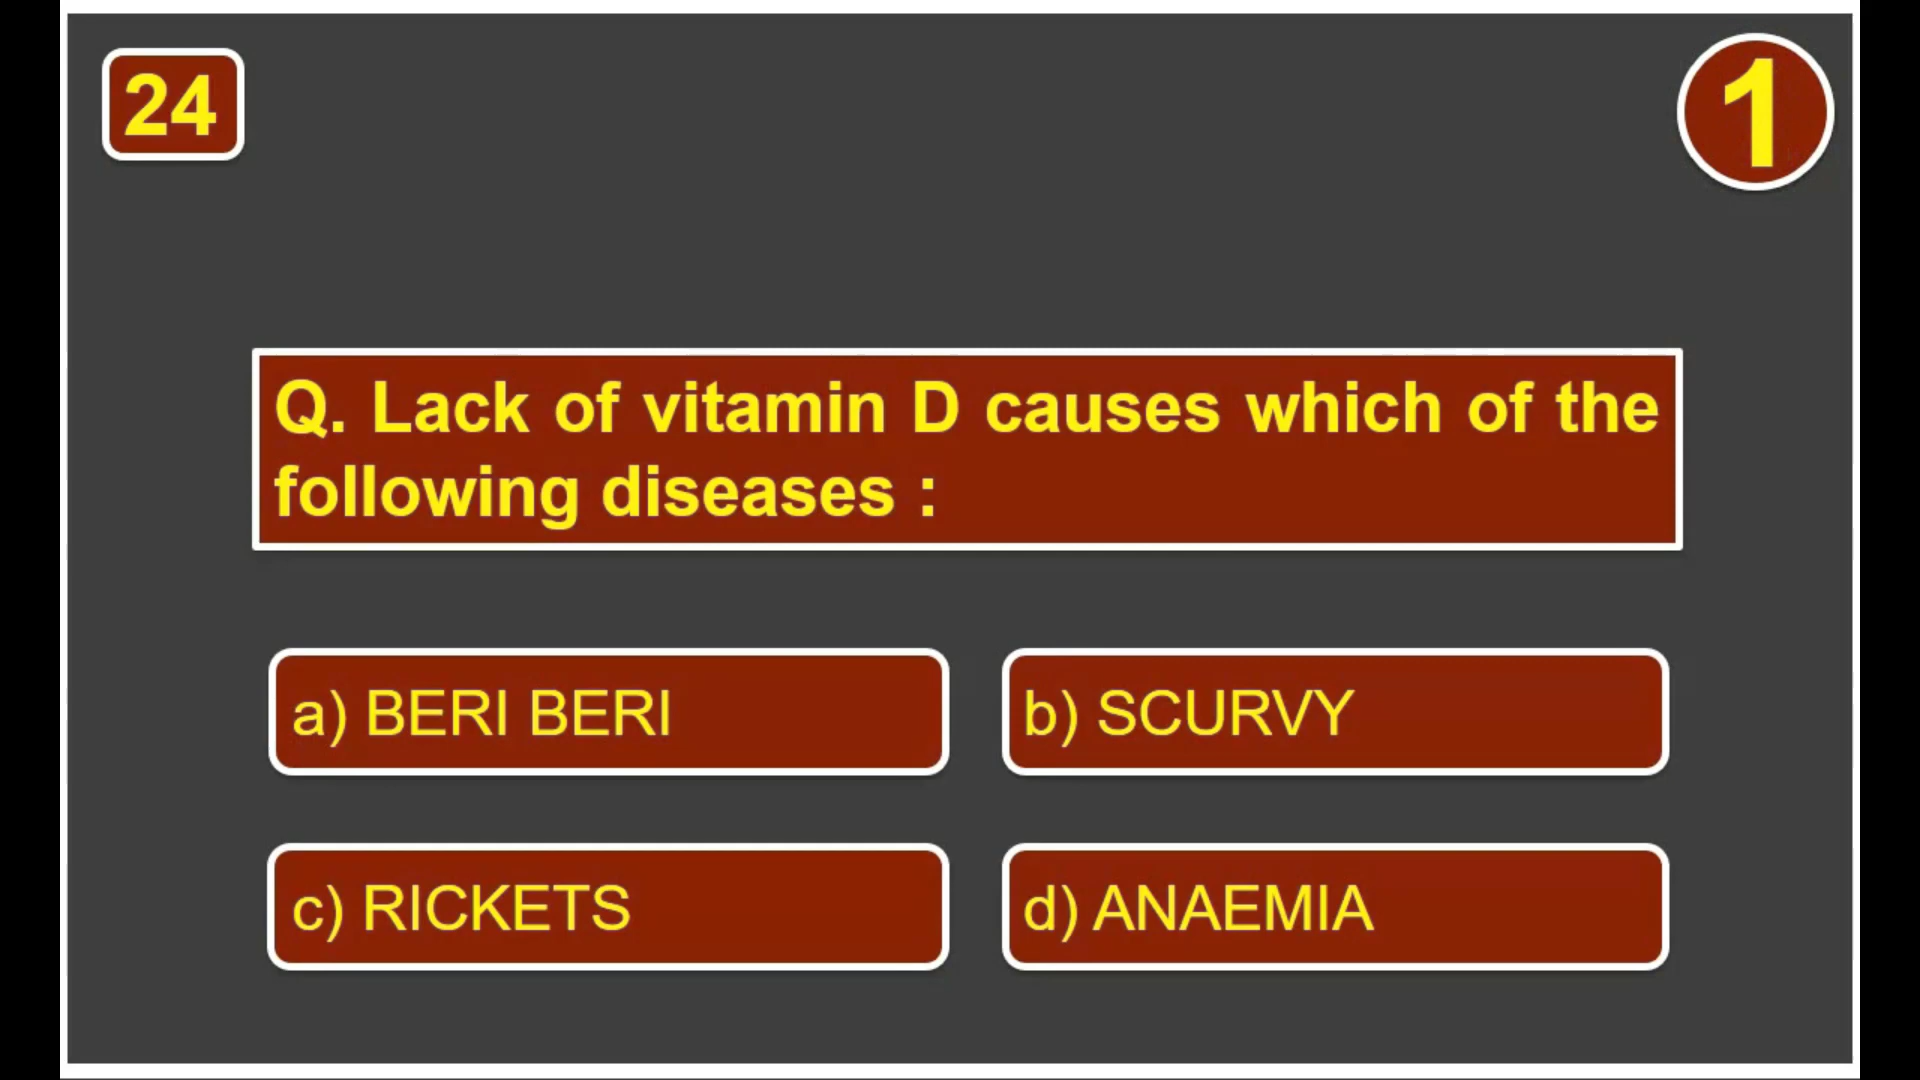 24
1
Q. Lack of vitamin D causes which of the
following diseases :
a) BERI BERI
b) SCURVY
c) RICKETS
d) ANAEMIA